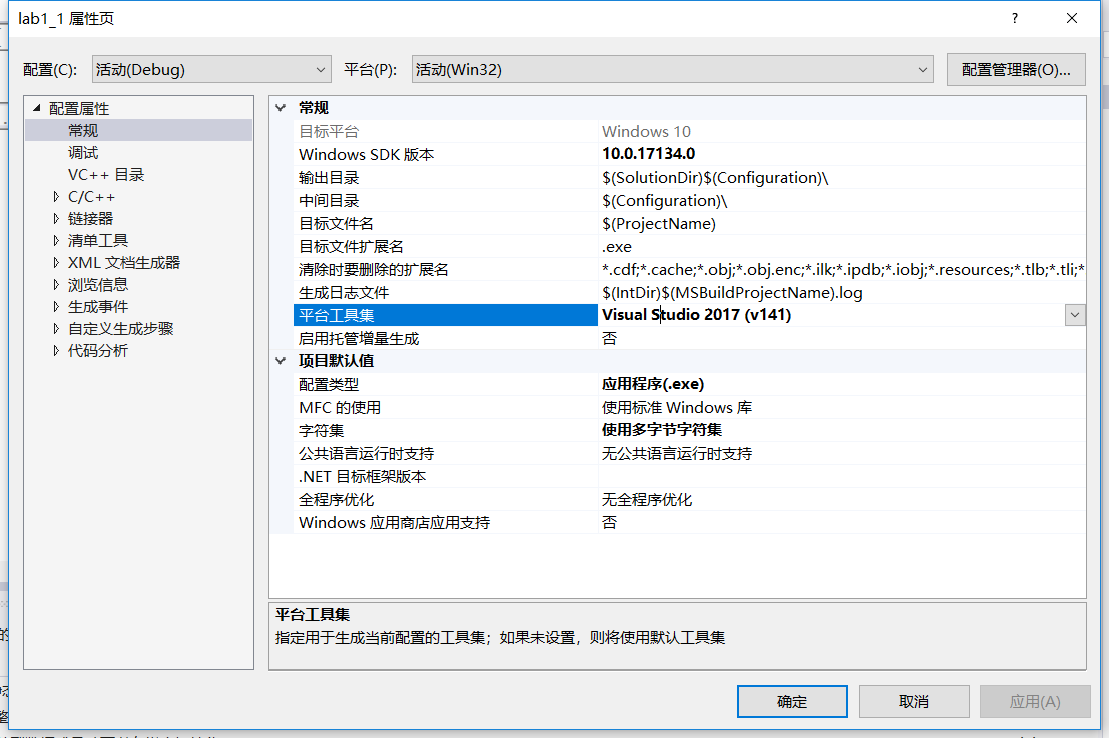 lab1_1 属性页
配置(C): 活动(Debug) 平台(P): 活动(Win32) 配置管理器(O)...
配置属性
常规
调试
VC++ 目录
C/C++
链接器
清单工具
XML 文档生成器
浏览信息
生成事件
自定义生成步骤
代码分析
常规
目标平台 Windows 10
Windows SDK 版本 10.0.17134.0
输出目录 $(SolutionDir)$(Configuration)\
中间目录 $(Configuration)\
目标文件名 $(ProjectName)
目标文件扩展名 .exe
清除时要删除的扩展名 *.cdf;*.cache;*.obj;*.obj.enc;*.ilk;*.ipdb;*.iobj;*.resources;*.tlb;*.tli;*
生成日志文件 $(IntDir)$(MSBuildProjectName).log
平台工具集 Visual Studio 2017 (v141)
启用托管增量生成 否
项目默认值
配置类型 应用程序(.exe)
MFC 的使用 使用标准 Windows 库
字符集 使用多字节字符集
公共语言运行时支持 无公共语言运行时支持
.NET 目标框架版本
全程序优化 无全程序优化
Windows 应用商店应用支持 否
平台工具集
指定用于生成当前配置的工具集；如果未设置，则将使用默认工具集
确定 取消 应用(A)